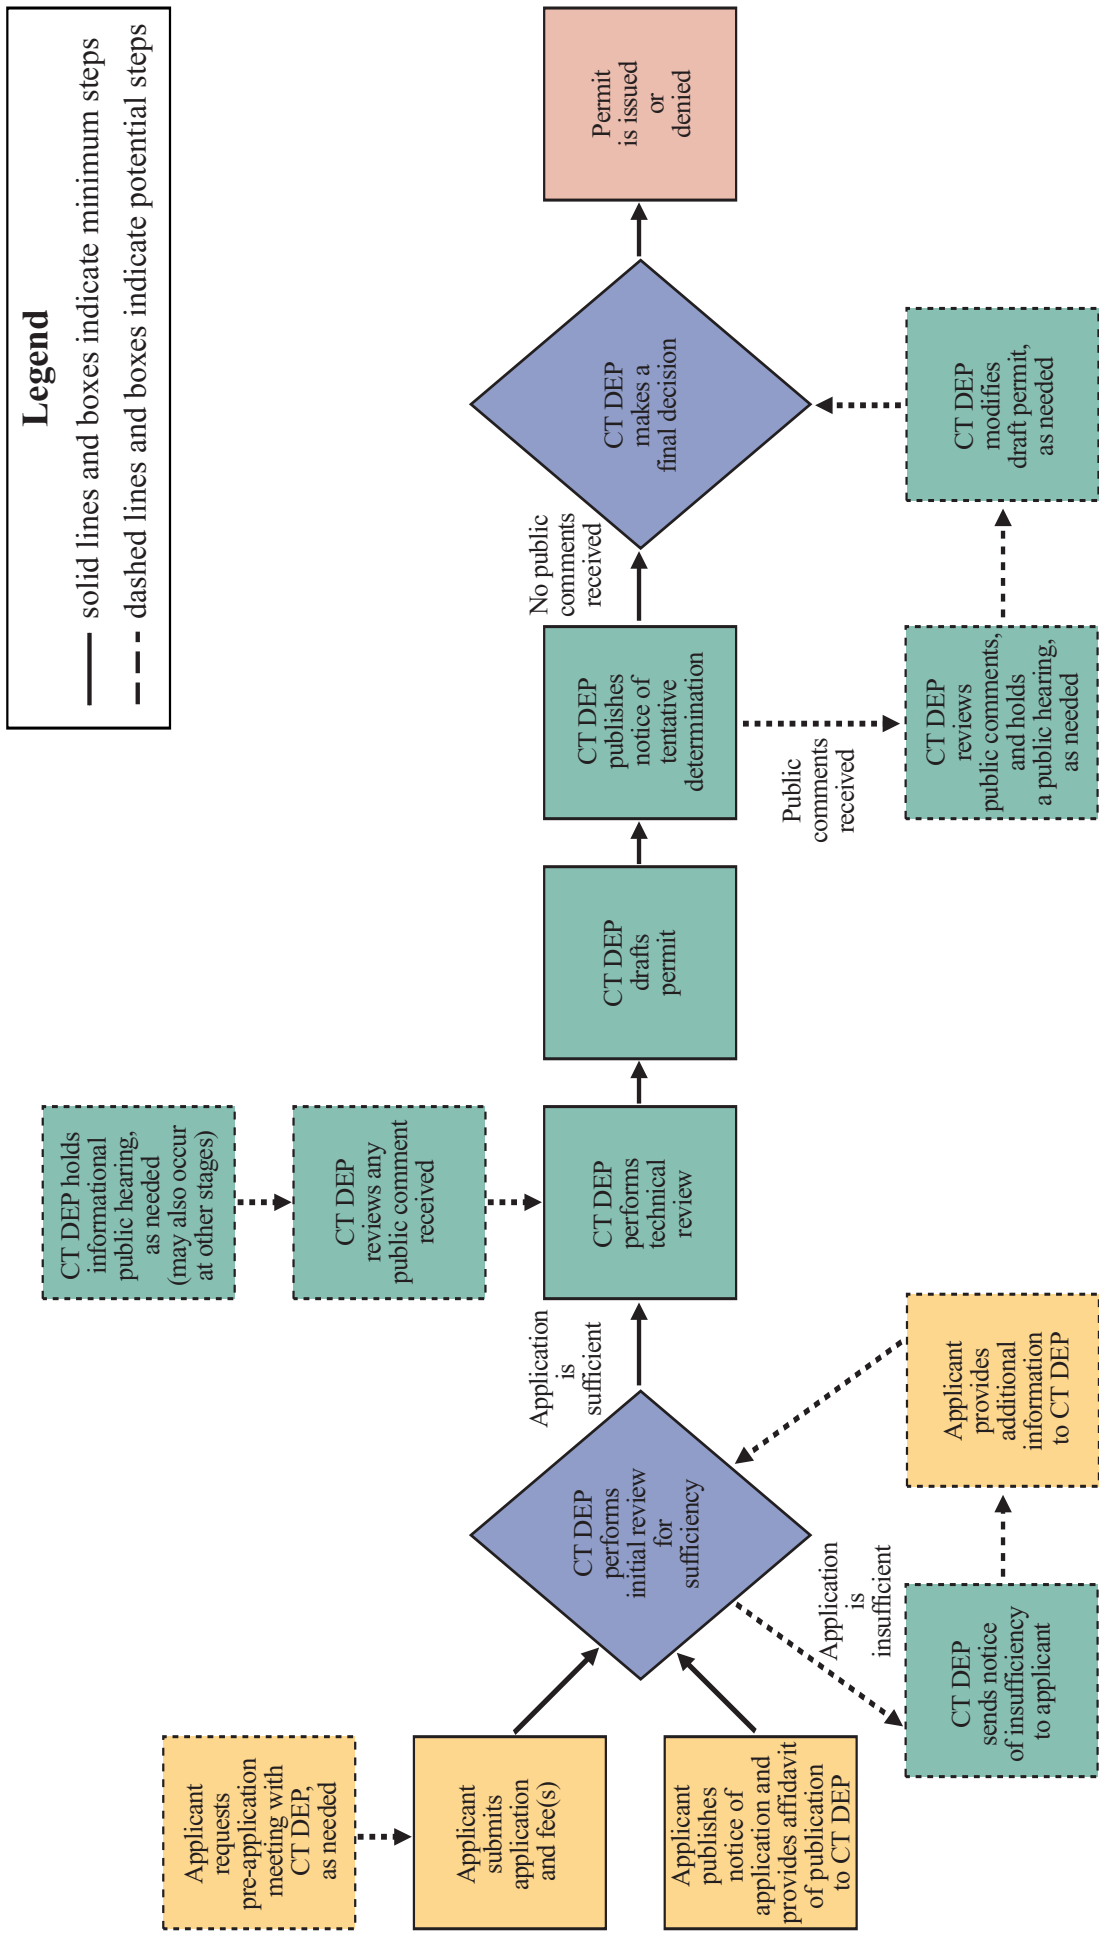 Legend
solid lines and boxes indicate minimum steps
dashed lines and boxes indicate potential steps
Applicant
requests
pre-application
meeting with
CT DEP,
as needed
Applicant
submits
application
and fee(s)
Applicant
publishes
notice of
application and
provides affidavit
of publication
to CT DEP
CT DEP
performs
initial review
for
sufficiency
Application
is
insufficient
CT DEP
sends notice
of insufficiency
to applicant
Applicant
provides
additional
information
to CT DEP
Application
is
sufficient
CT DEP holds
informational
public hearing,
as needed
(may also occur
at other stages)
CT DEP
reviews any
public comment
received
CT DEP
performs
technical
review
CT DEP
drafts
permit
CT DEP
publishes
notice of
tentative
determination
Public
comments
received
CT DEP
reviews
public comments,
and holds
a public hearing,
as needed
CT DEP
modifies
draft permit,
as needed
No public
comments
received
CT DEP
makes a
final decision
Permit
is issued
or
denied